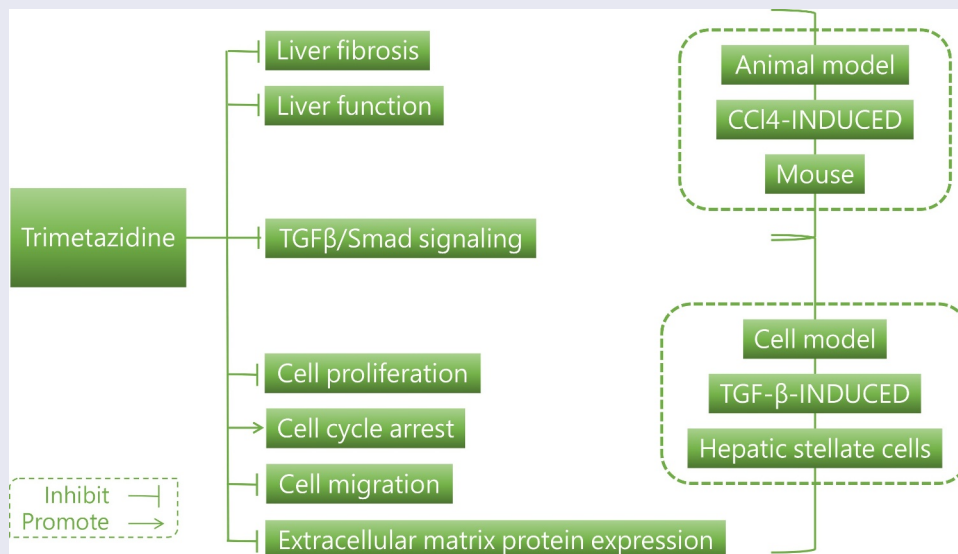 Trimetazidine
Liver fibrosis
Liver function
TGFβ/Smad signaling
Cell proliferation
Cell cycle arrest
Cell migration
Extracellular matrix protein expression
Animal model
CCl4-INDUCED
Mouse
Cell model
TGF-β-INDUCED
Hepatic stellate cells
Inhibit
Promote